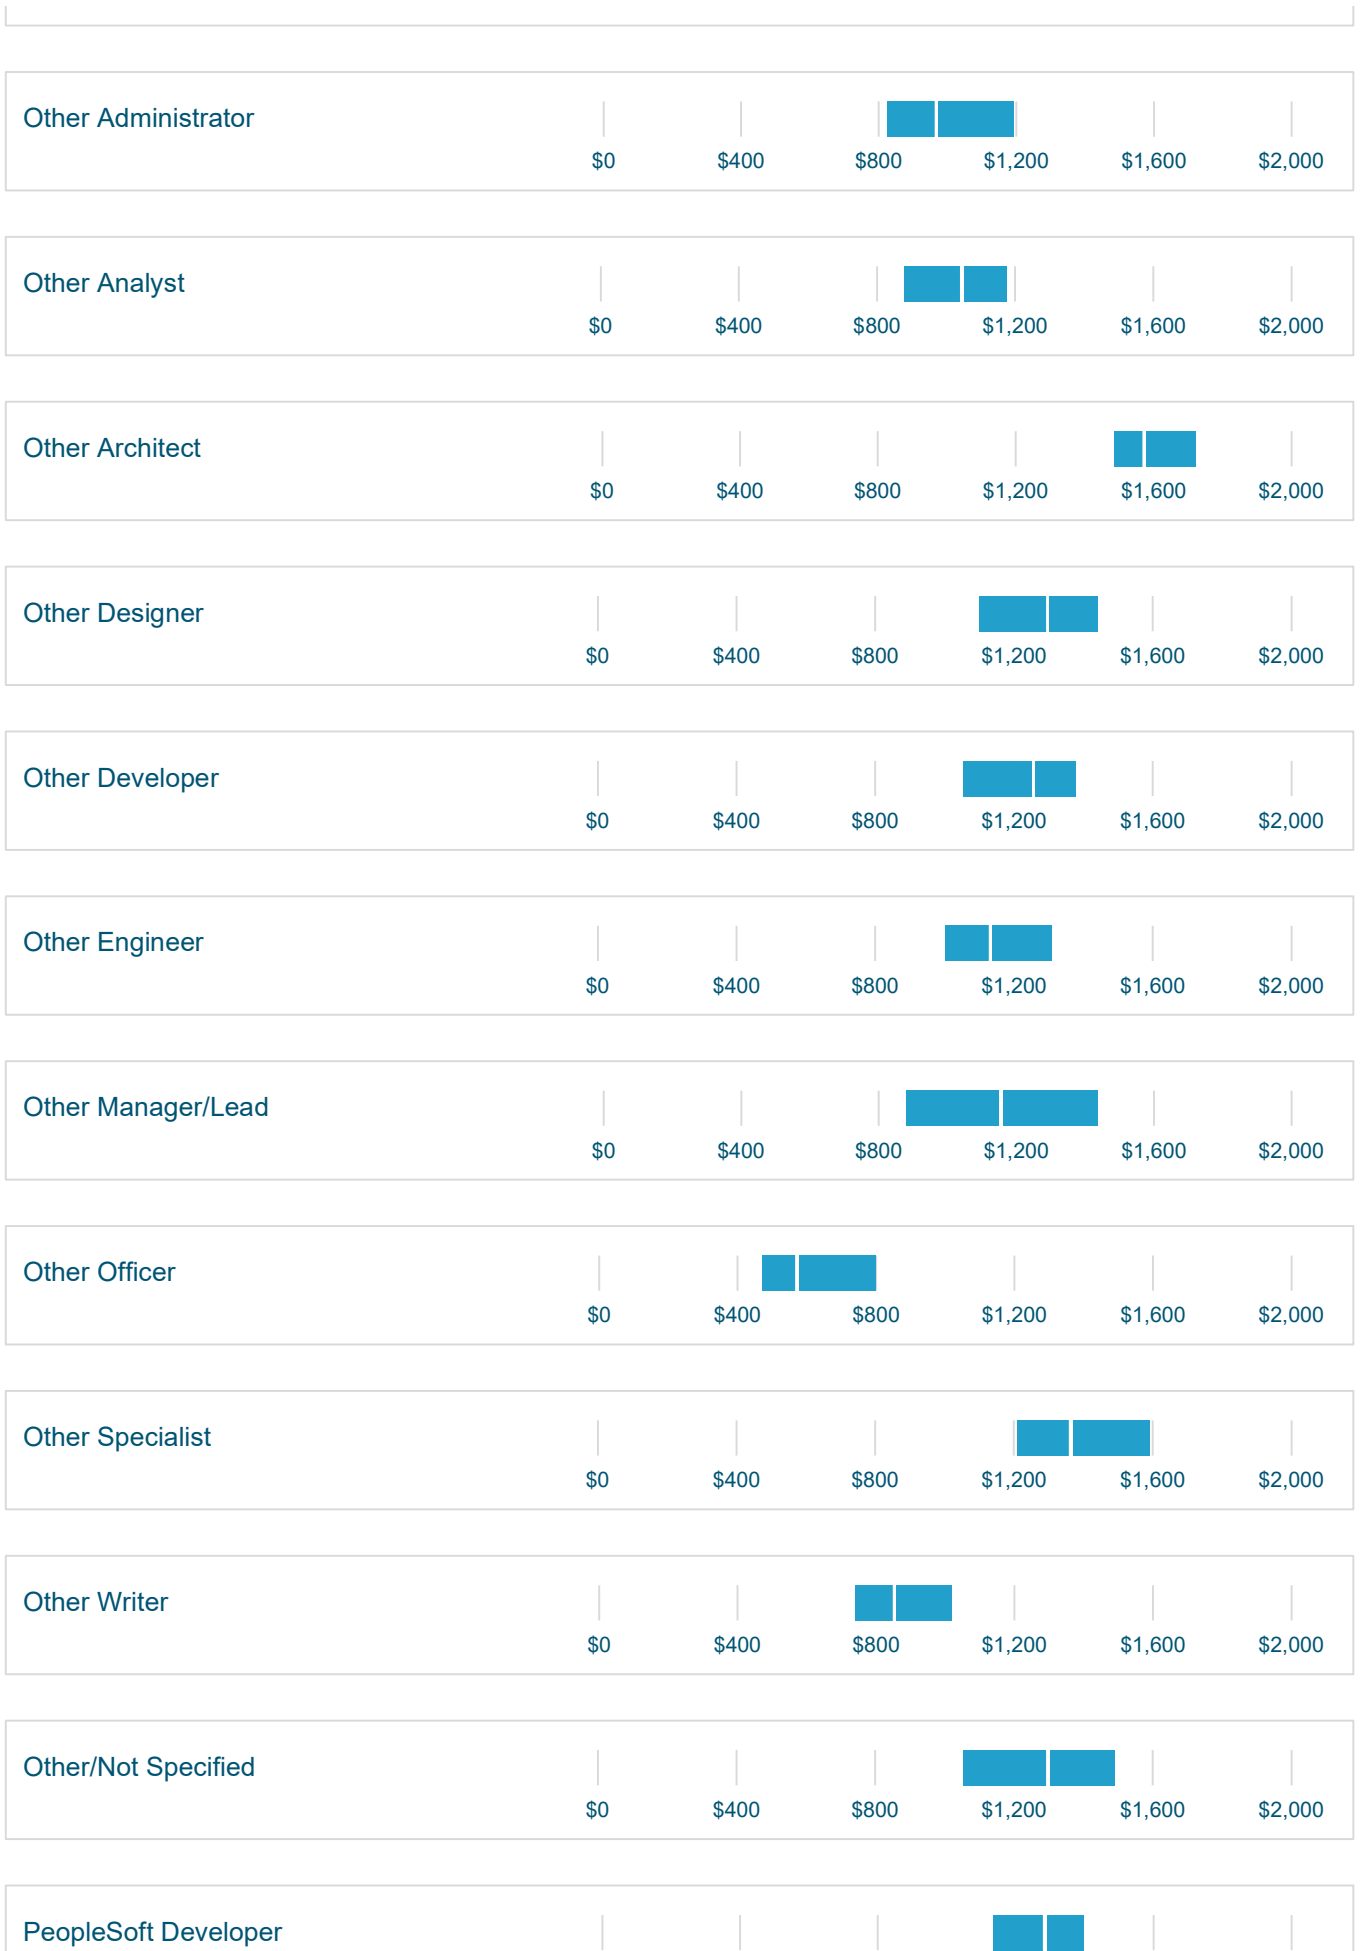 Other Administrator
$0 $400 $800 $1,200 $1,600 $2,000
Other Analyst
$0 $400 $800 $1,200 $1,600 $2,000
Other Architect
$0 $400 $800 $1,200 $1,600 $2,000
Other Designer
$0 $400 $800 $1,200 $1,600 $2,000
Other Developer
$0 $400 $800 $1,200 $1,600 $2,000
Other Engineer
$0 $400 $800 $1,200 $1,600 $2,000
Other Manager/Lead
$0 $400 $800 $1,200 $1,600 $2,000
Other Officer
$0 $400 $800 $1,200 $1,600 $2,000
Other Specialist
$0 $400 $800 $1,200 $1,600 $2,000
Other Writer
$0 $400 $800 $1,200 $1,600 $2,000
Other/Not Specified
$0 $400 $800 $1,200 $1,600 $2,000
PeopleSoft Developer